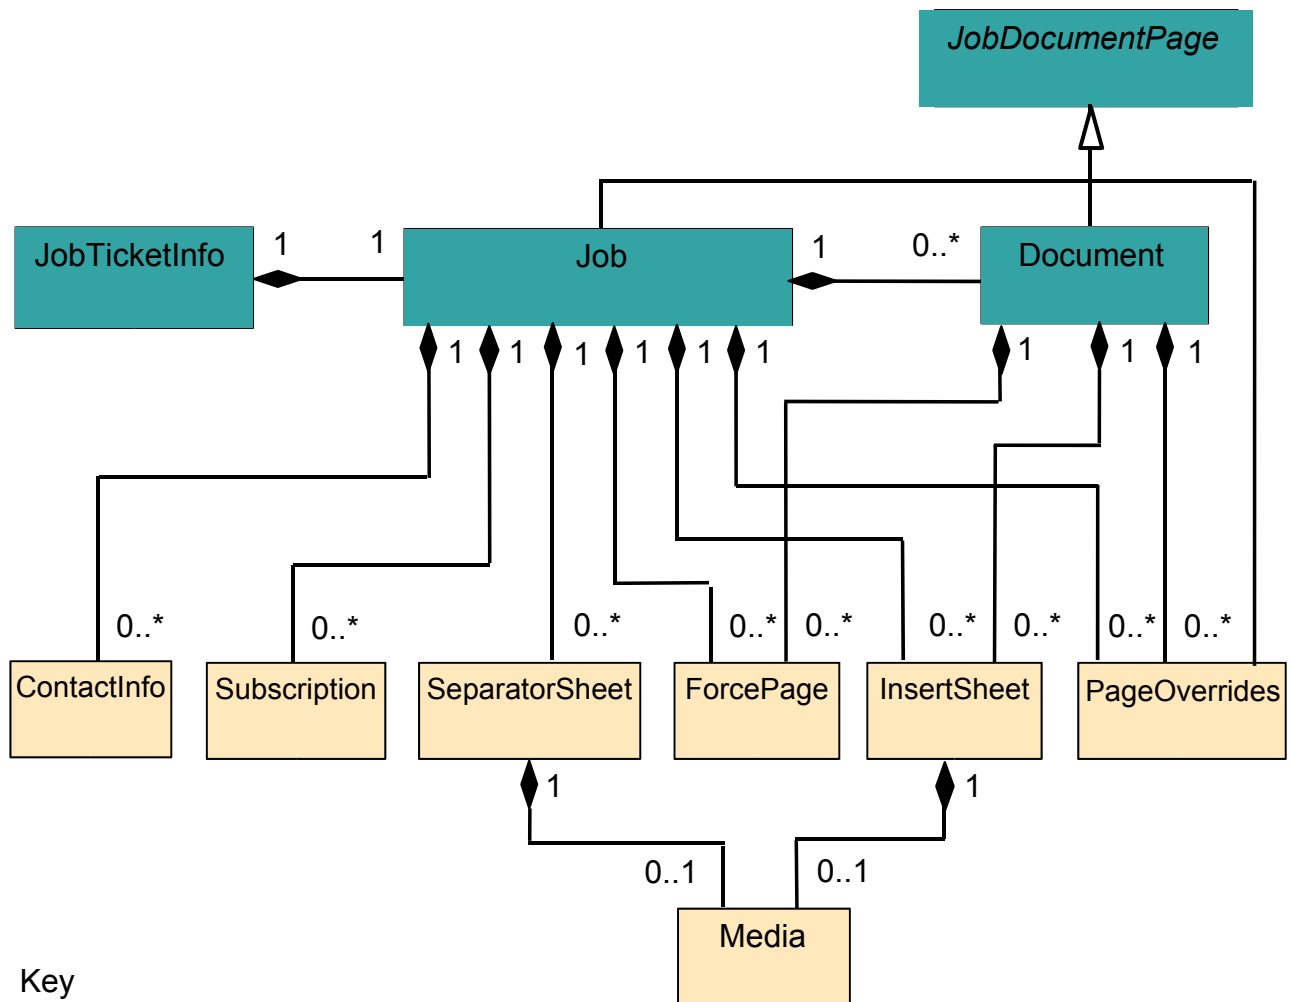 JobDocumentPage
JobTicketInfo
1
1
Job
1
0..*
Document
1
1
1
1
1
1
1
1
1
0..*
0..*
0..*
0..*
0..*
0..*
0..*
0..*
0..*
ContactInfo
Subscription
SeparatorSheet
ForcePage
InsertSheet
PageOverrides
1
1
0..1
0..1
Media
Key